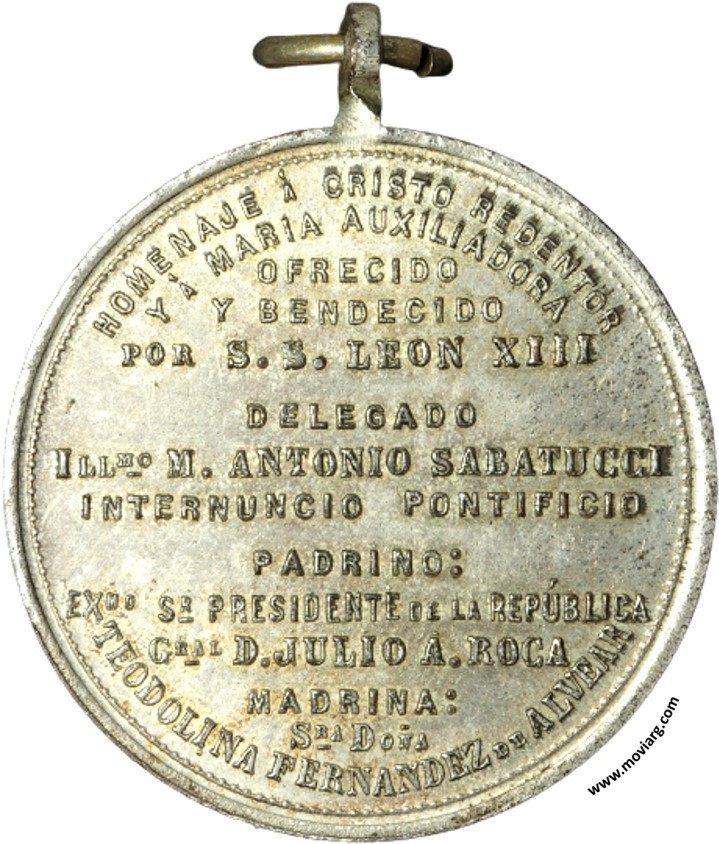 HOMENAJE À CRISTO REDENTOR
Y À MARIA AUXILIADORA
OFRECIDO
Y BENDECIDO
POR S. S. LEON XIII
DELEGADO
ILLMO M. ANTONIO SABATUCCI
INTERNUNCIO PONTIFICIO
PADRINO:
EXMO SR PRESIDENTE DE LA REPÚBLICA
GRAL D. JULIO A. ROCA
MADRINA:
SRA DOÑA
TEODOLINA FERNANDEZ DE ALVEAR
www.moviarg.com